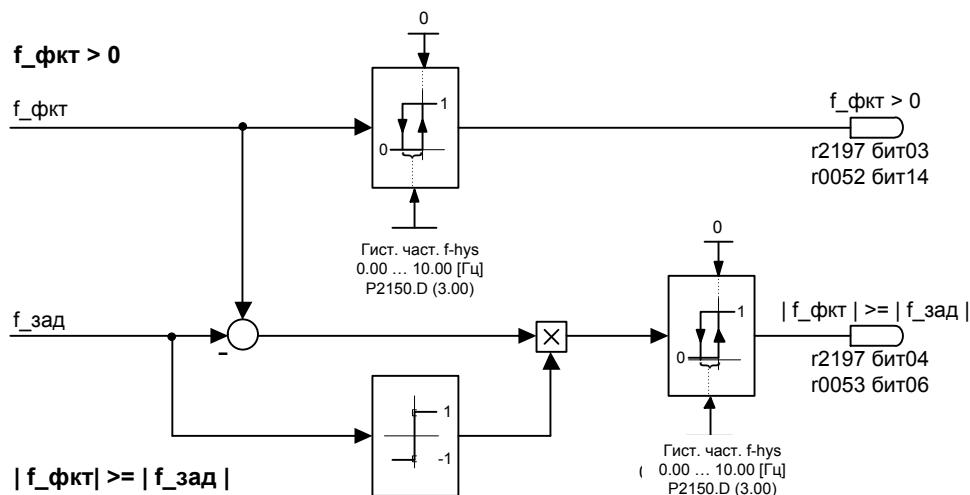 0
f_фкт > 0
f_фкт
1
0
f_фкт > 0
r2197 бит03
r0052 бит14
Гист. част. f-hys
0.00 … 10.00 [Гц]
P2150.D (3.00)
0
f_зад
-
1
0
| f_фкт | >= | f_зад |
r2197 бит04
r0053 бит06
1
-1
Гист. част. f-hys
( 0.00 … 10.00 [Гц]
P2150.D (3.00)
| f_фкт| >= | f_зад |